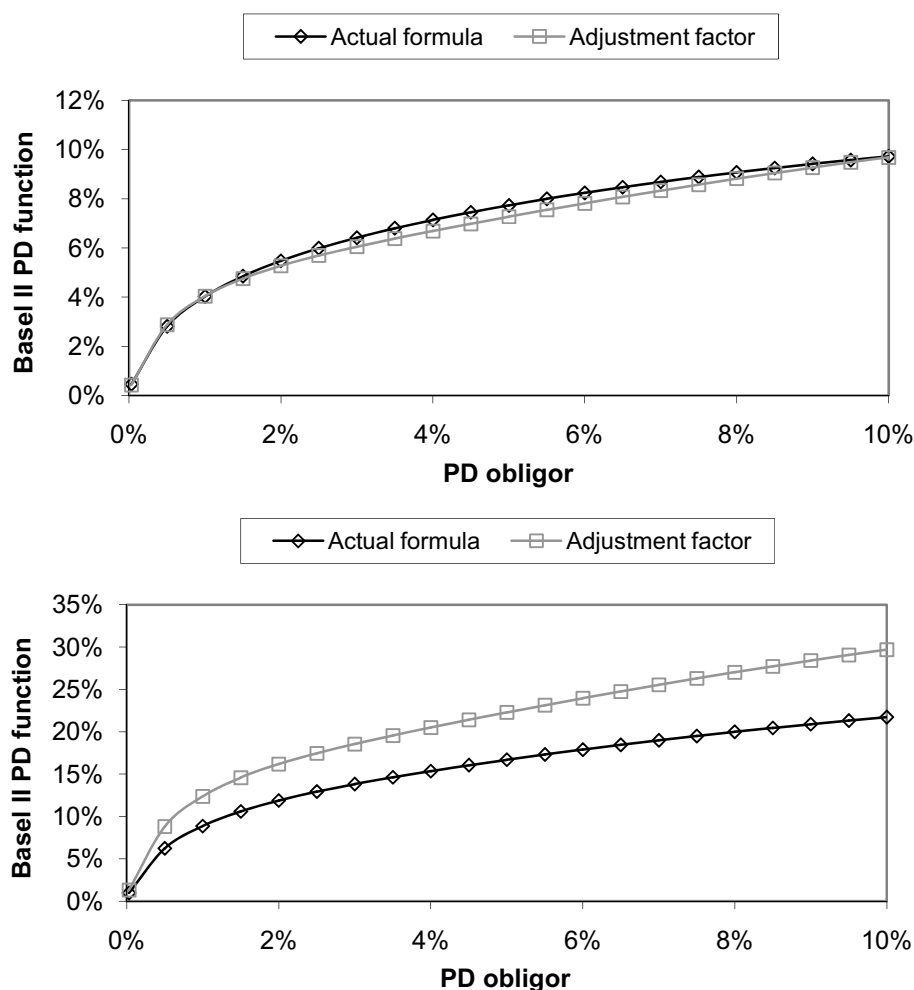 Actual formula Adjustment factor
12%
10%
8%
6%
4%
2%
0%
Basel II PD function
0% 2% 4% 6% 8% 10%
PD obligor
Actual formula Adjustment factor
35%
30%
25%
20%
15%
10%
5%
0%
Basel II PD function
0% 2% 4% 6% 8% 10%
PD obligor